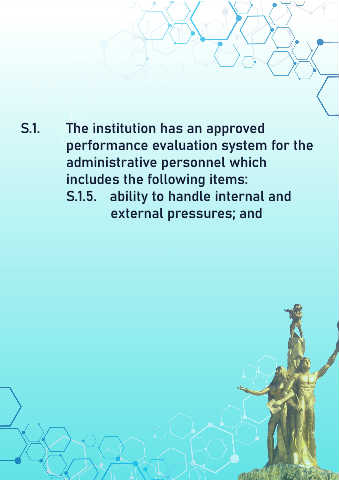 S.1. The institution has an approved
performance evaluation system for the
administrative personnel which
includes the following items:
S.1.5. ability to handle internal and
external pressures; and